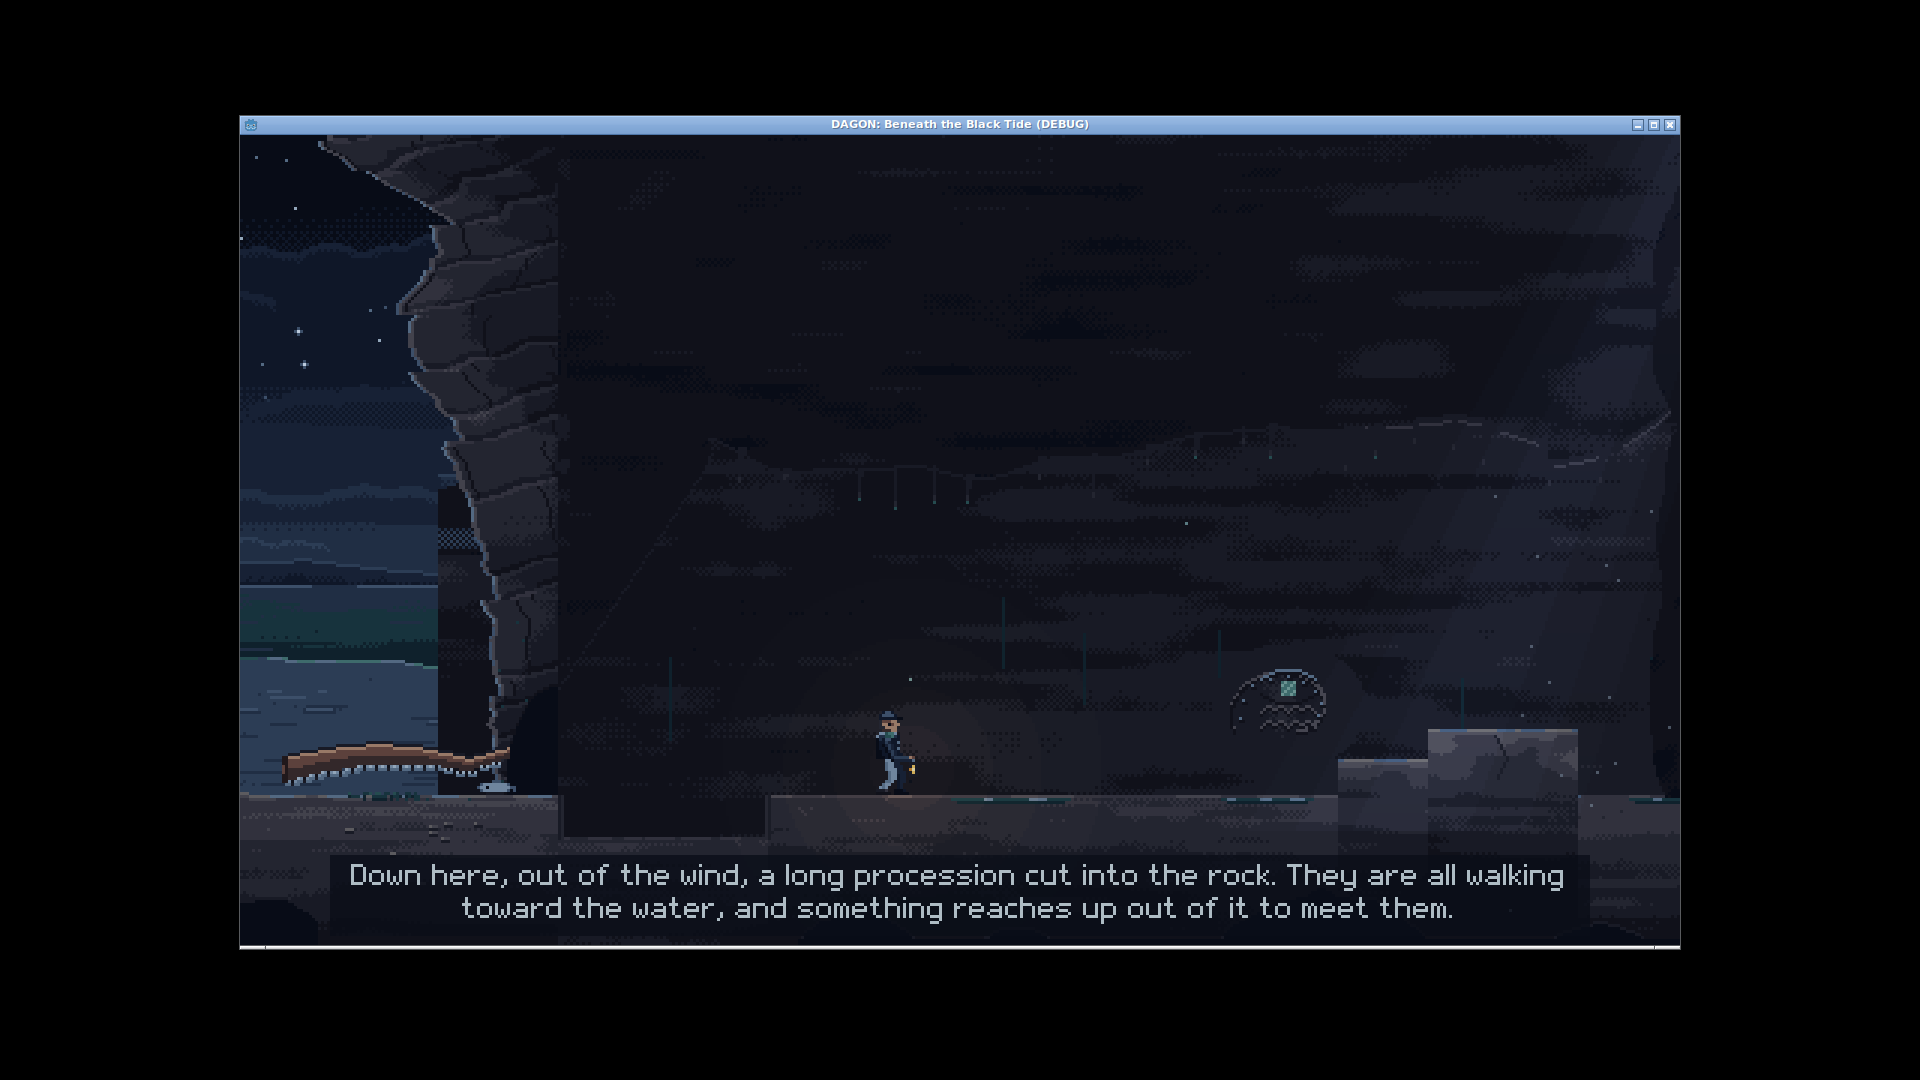 DAGON: Beneath the Black Tide (DEBUG)
Down here, out of the wind, a long procession cut into the rock. They are all walking
toward the water, and something reaches up out of it to meet them.